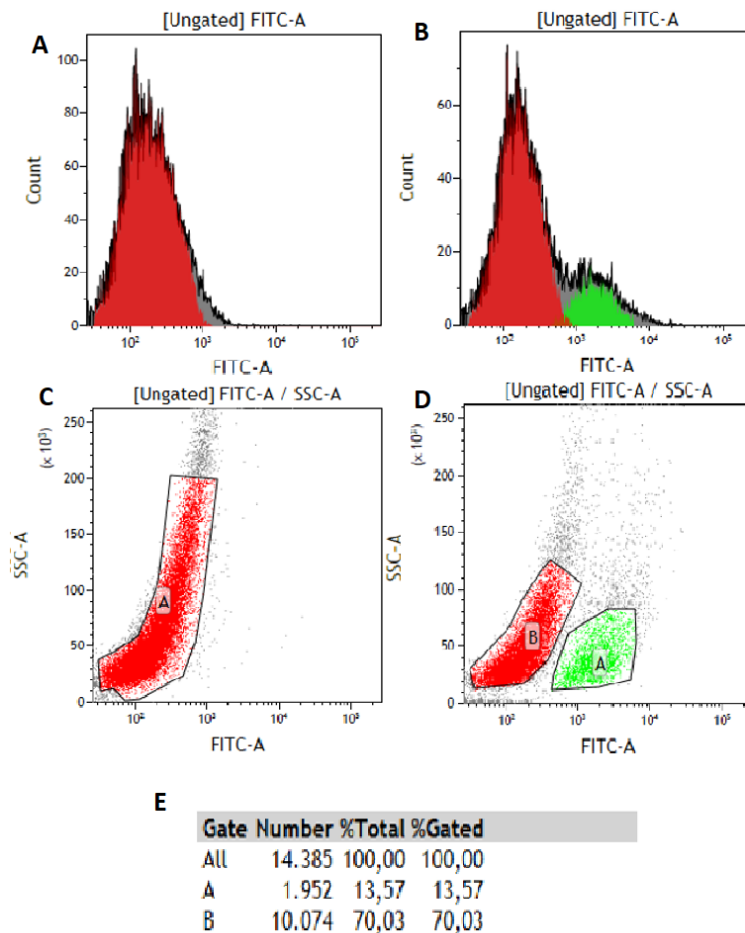 A
[Ungated] FITC-A
Count
100
80
60
40
20
0
10² 10³ 10⁴ 10⁵
FITC-A
B
[Ungated] FITC-A
Count
60
40
20
0
10² 10³ 10⁴ 10⁵
FITC-A
C
[Ungated] FITC-A / SSC-A
(x 10³)
SSC-A
250
200
150
100
50
0
A
10² 10³ 10⁴ 10⁵
FITC-A
D
[Ungated] FITC-A / SSC-A
(x 10³)
SSC-A
250
200
150
100
50
0
B
A
10² 10³ 10⁴ 10⁵
FITC-A
E
Gate Number %Total %Gated
All 14.385 100,00 100,00
A 1.952 13,57 13,57
B 10.074 70,03 70,03